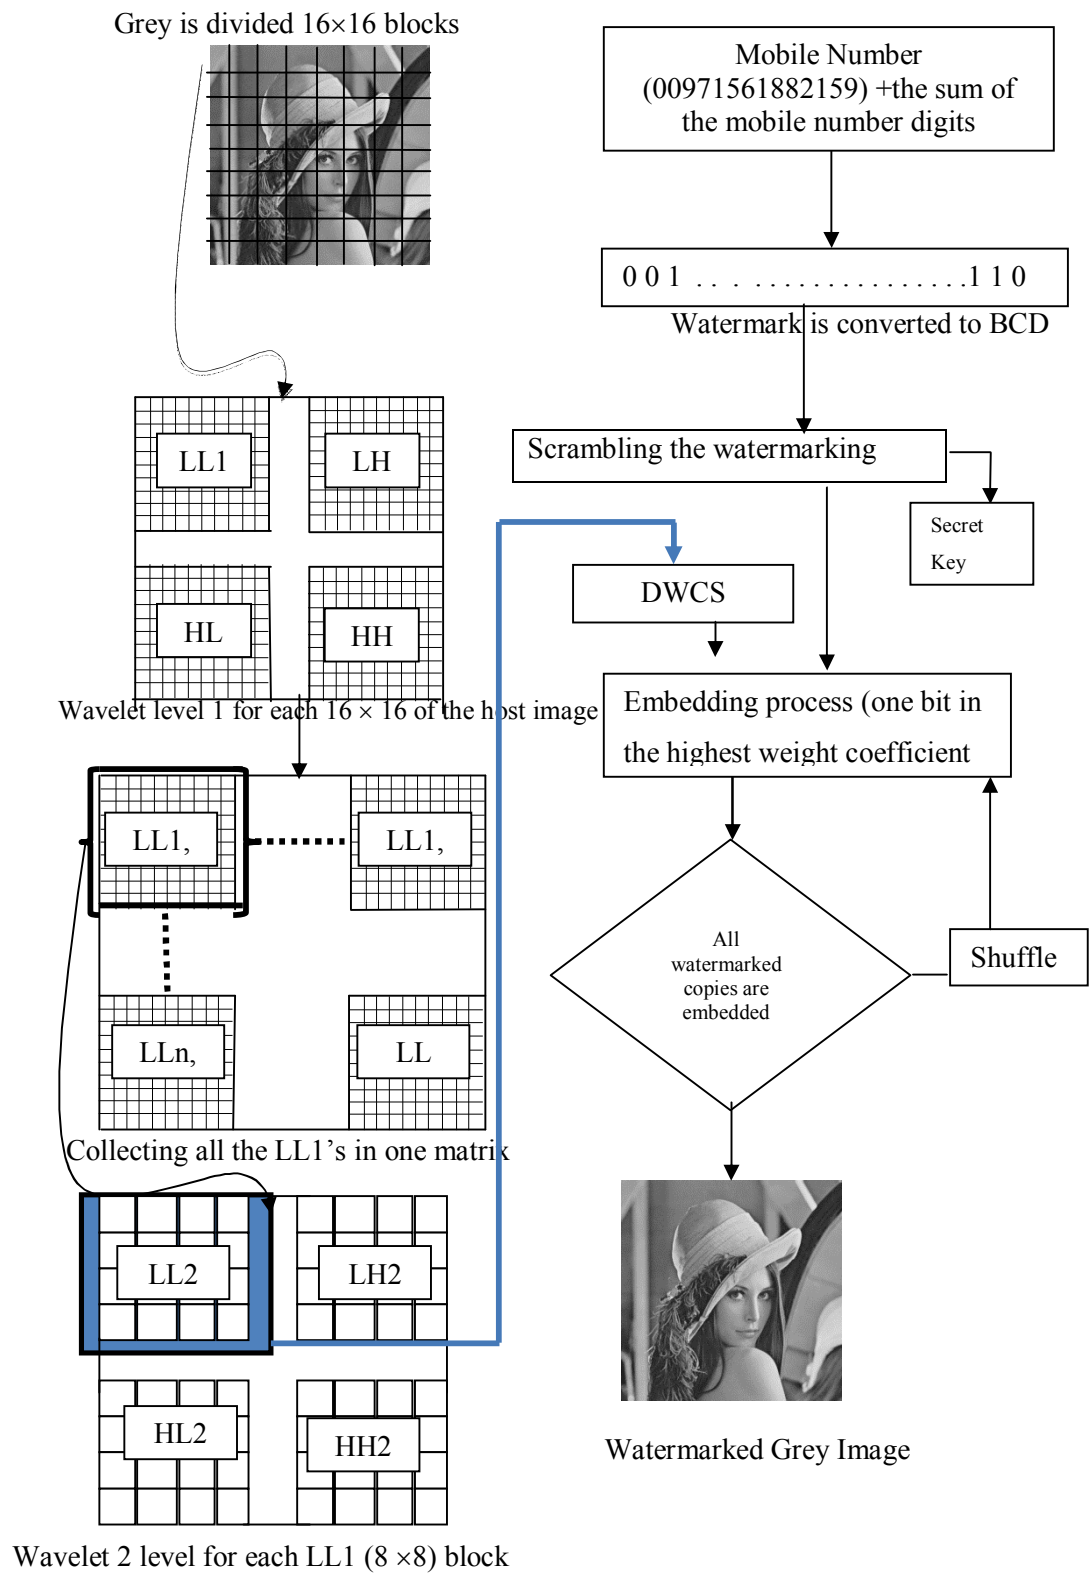 Grey is divided 16×16 blocks
Mobile Number
(00971561882159) +the sum of
the mobile number digits
0 0 1 . . . . . . . . . . . . . . . . . . .1 1 0
Watermark is converted to BCD
Scrambling the watermarking
Secret
Key
LL1
LH
HL
HH
Wavelet level 1 for each 16 × 16 of the host image
DWCS
Embedding process (one bit in
the highest weight coefficient
LL1,
LL1,
LLn,
LL
Collecting all the LL1's in one matrix
All
watermarked
copies are
embedded
Shuffle
LL2
LH2
HL2
HH2
Wavelet 2 level for each LL1 (8 ×8) block
Watermarked Grey Image